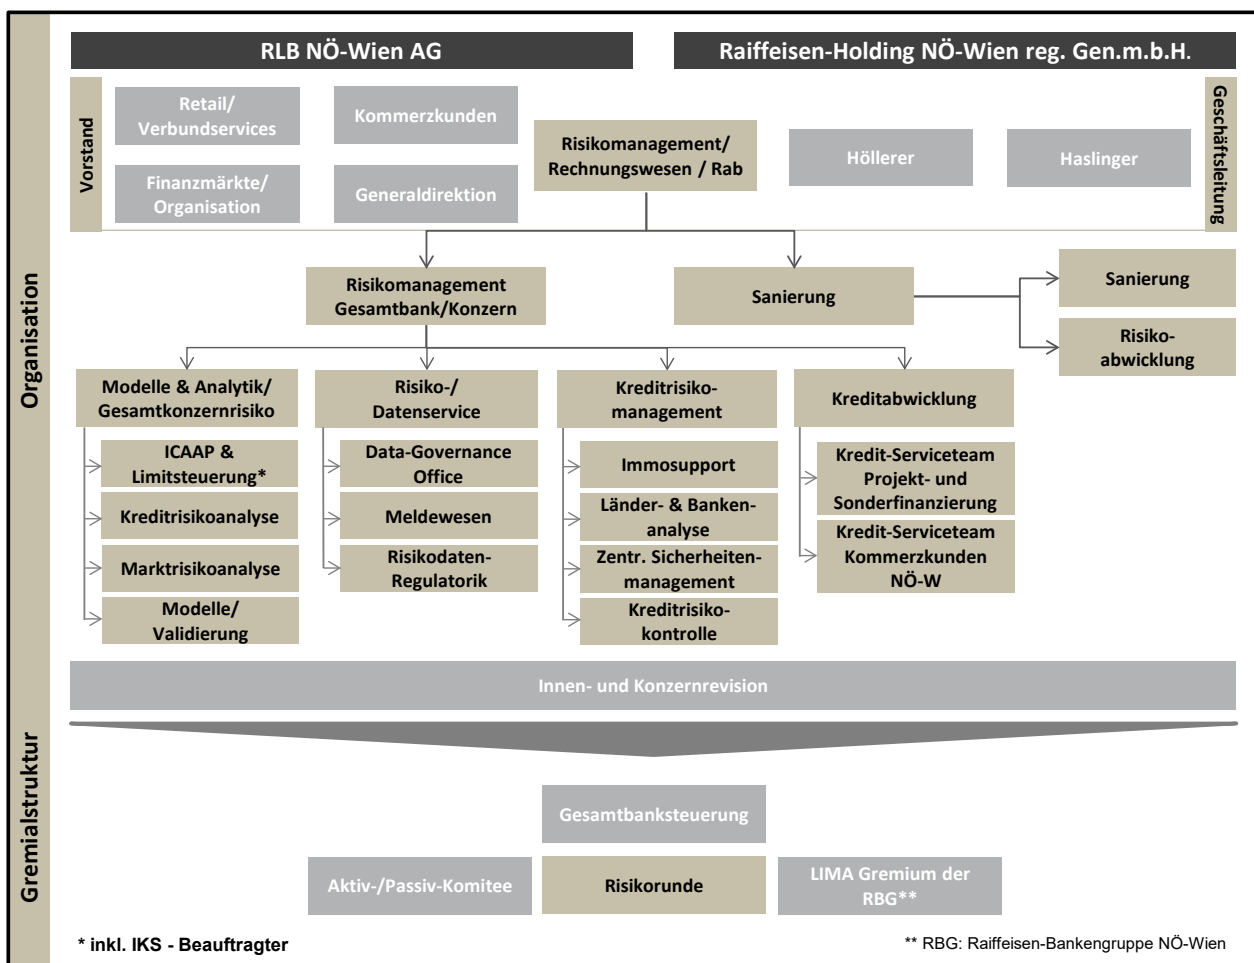 RLB NÖ-Wien AG
Raiffeisen-Holding NÖ-Wien reg. Gen.m.b.H.
Vorstand
Retail/
Verbundservices
Kommerzkunden
Finanzmärkte/
Organisation
Generaldirektion
Risikomanagement/
Rechnungswesen / Rab
Höllerer
Haslinger
Geschäftsleitung
Organisation
Risikomanagement
Gesamtbank/Konzern
Sanierung
Sanierung
Risiko-
abwicklung
Modelle & Analytik/
Gesamtkonzernrisiko
ICAAP &
Limitsteuerung*
Kreditrisikoanalyse
Marktrisikoanalyse
Modelle/
Validierung
Risiko-/
Datenservice
Data-Governance
Office
Meldewesen
Risikodaten-
Regulatorik
Kreditrisiko-
management
Immosupport
Länder- & Banken-
analyse
Zentr. Sicherheiten-
management
Kreditrisiko-
kontrolle
Kreditabwicklung
Kredit-Serviceteam
Projekt- und
Sonderfinanzierung
Kredit-Serviceteam
Kommerzkunden
NÖ-W
Innen- und Konzernrevision
Gremialstruktur
Gesamtbanksteuerung
Aktiv-/Passiv-Komitee
Risikorunde
LIMA Gremium der
RBG**
* inkl. IKS - Beauftragter
** RBG: Raiffeisen-Bankengruppe NÖ-Wien